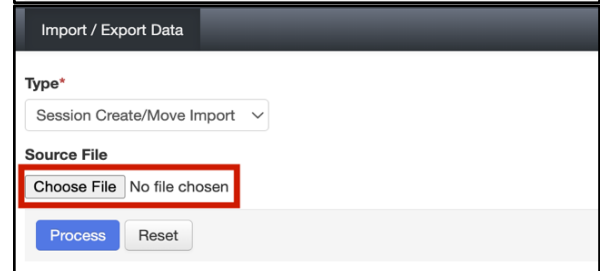 Import / Export Data
Type*
Session Create/Move Import
Source File
Choose File No file chosen
Process Reset